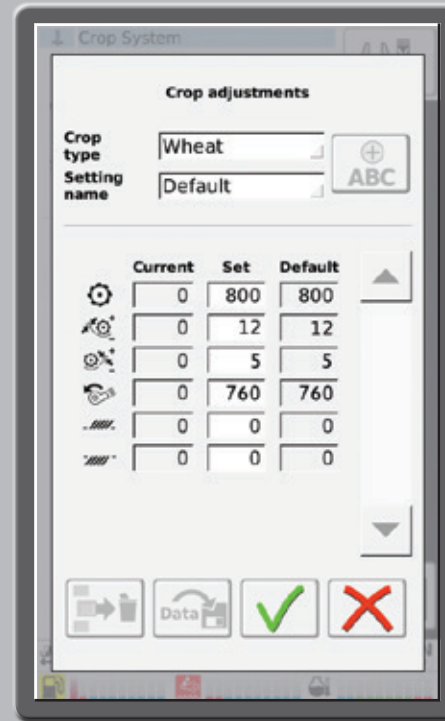 Crop System
Crop adjustments
Crop type
Wheat
ABC
Setting name
Default
Current Set Default
0 800 800
0 12 12
0 5 5
0 760 760
0 0 0
0 0 0
Data